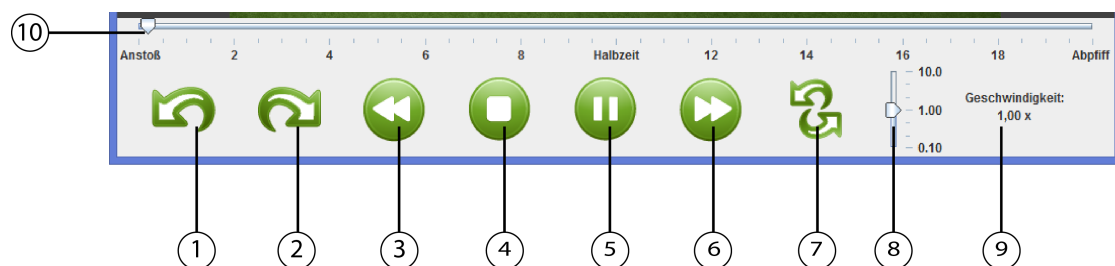 10
Anstoß 2 4 6 8 Halbzeit 12 14 16 18 Abpfiff
10.0
1.00
0.10
Geschwindigkeit:
1,00 x
1 2 3 4 5 6 7 8 9